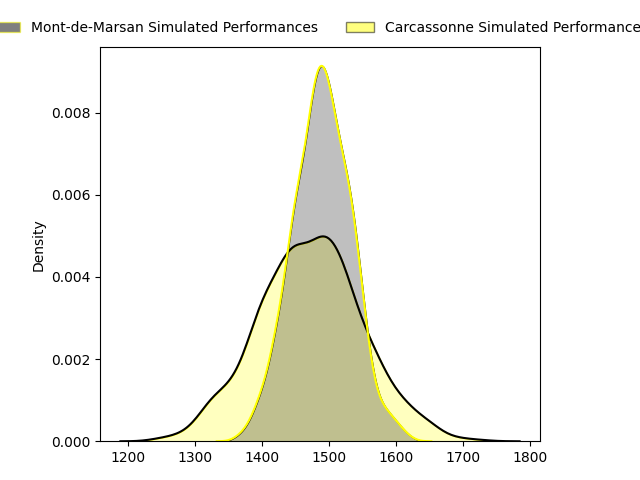 Mont-de-Marsan Simulated Performances
Carcassonne Simulated Performance
Density
0.008
0.006
0.004
0.002
0.000
1200 1300 1400 1500 1600 1700 1800